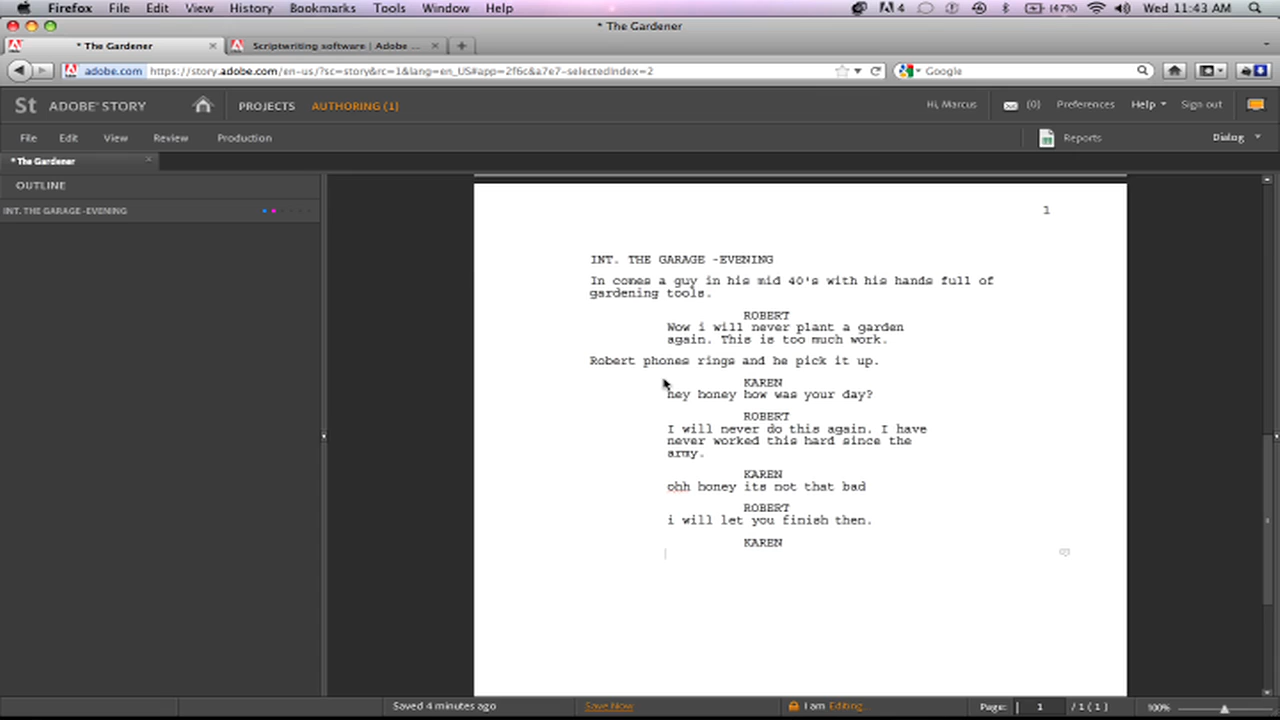 Firefox File Edit View History Bookmarks Tools Window Help 4 (47%) Wed 11:43 AM
* The Gardener
* The Gardener Scriptwriting software | Adobe ...
adobe.com https://story.adobe.com/en-us/?sc=story&rc=1&lang=en_US#app=2f6c&a7e7-selectedIndex=2 Google
St ADOBE® STORY PROJECTS AUTHORING (1) Hi, Marcus (0) Preferences Help Sign out
File Edit View Review Production Reports Dialog
* The Gardener
OUTLINE
INT. THE GARAGE -EVENING
1
INT. THE GARAGE -EVENING
In comes a guy in his mid 40's with his hands full of
gardening tools.
ROBERT
Now i will never plant a garden
again. This is too much work.
Robert phones rings and he pick it up.
KAREN
hey honey how was your day?
ROBERT
I will never do this again. I have
never worked this hard since the
army.
KAREN
ohh honey its not that bad
ROBERT
i will let you finish then.
KAREN
Saved 4 minutes ago Save Now I am Editing... Page: 1 / 1 ( 1 ) 100%